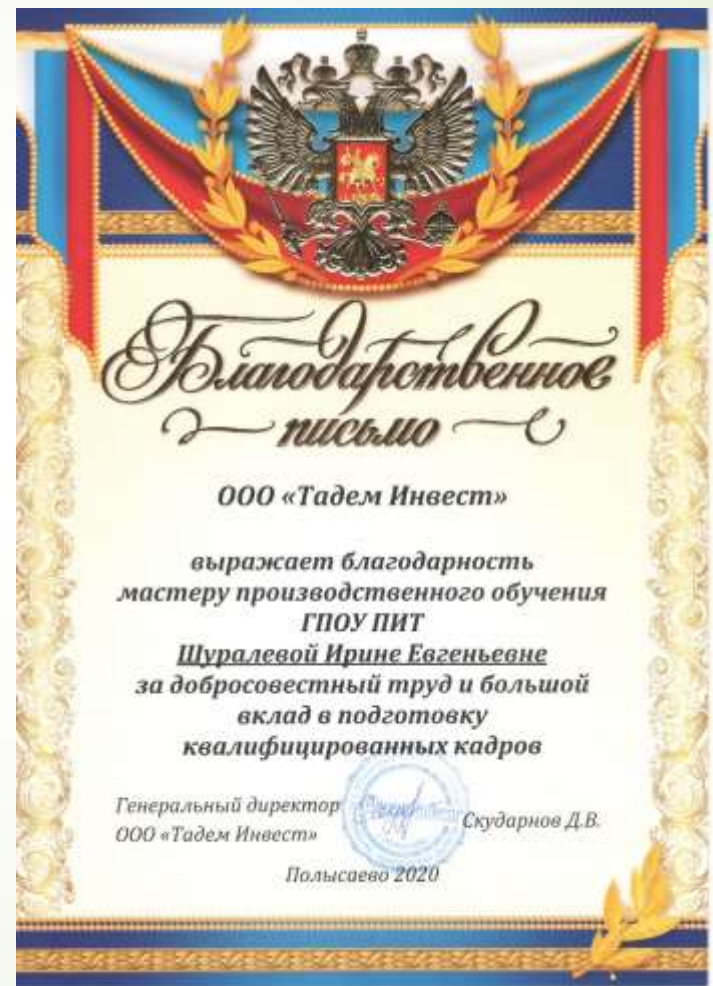 Благодарственное
письмо
ООО «Тадем Инвест»
выражает благодарность
мастеру производственного обучения
ГПОУ ПИТ
Шуралевой Ирине Евгеньевне
за добросовестный труд и большой
вклад в подготовку
квалифицированных кадров
Генеральный директор
ООО «Тадем Инвест»
Скударнов Д.В.
Полысаево 2020